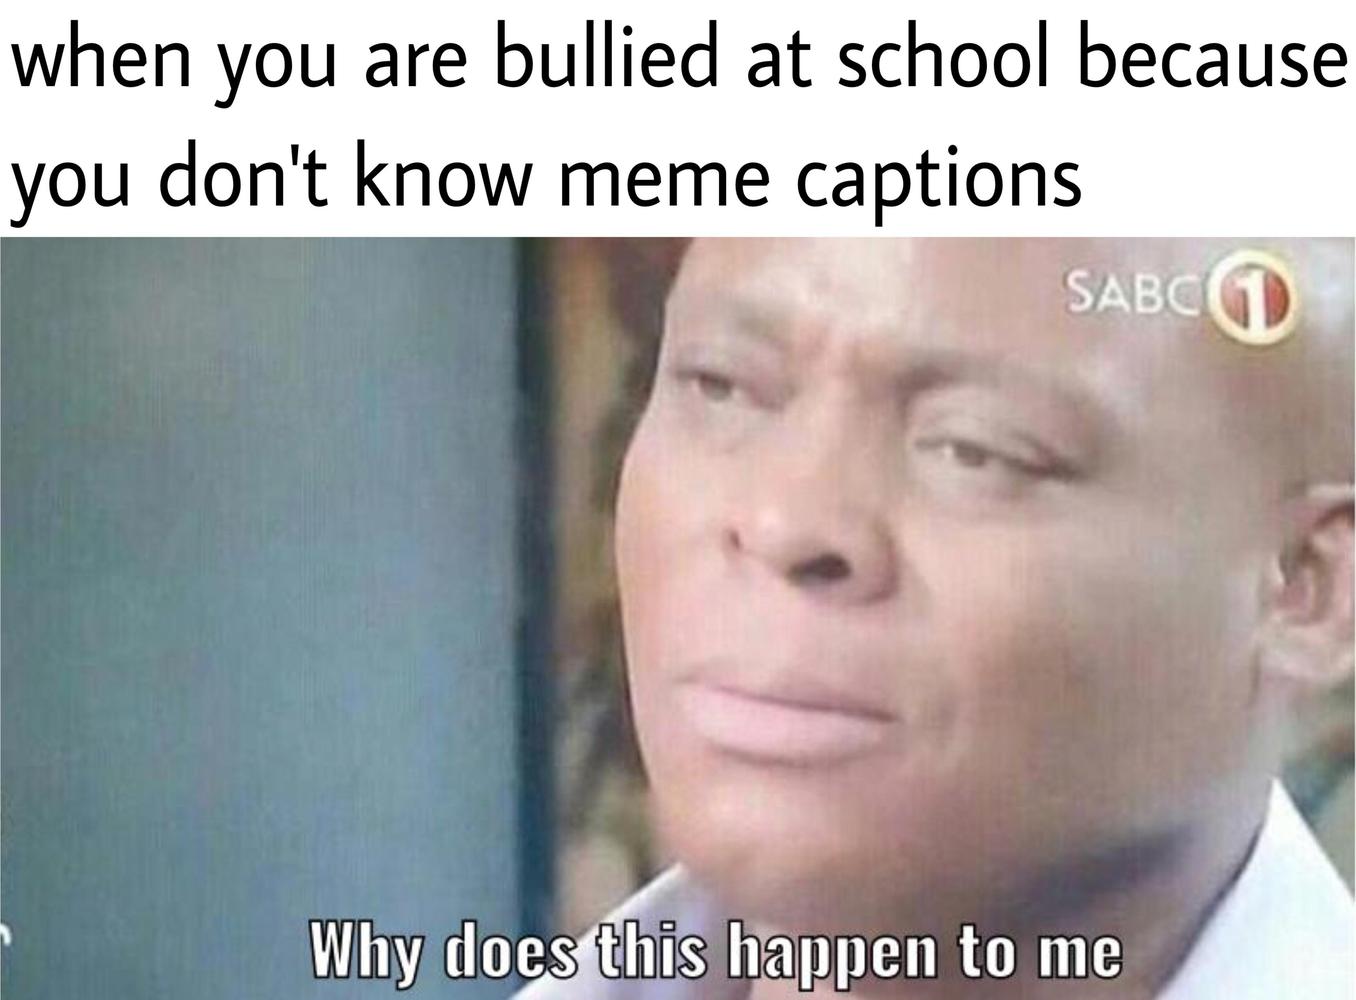 when you are bullied at school because
you don't know meme captions
SABC 1
Why does this happen to me